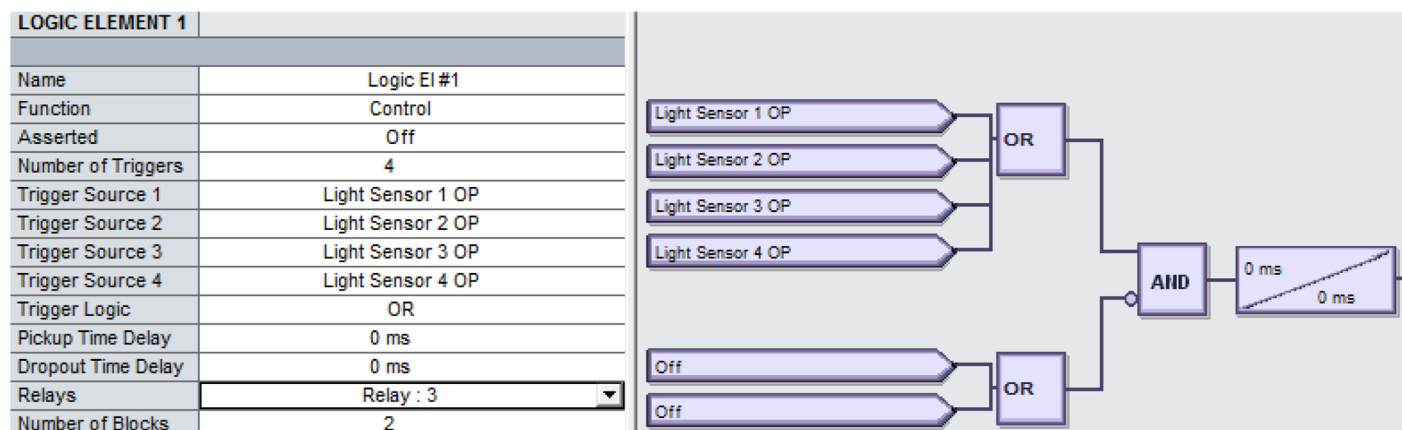 LOGIC ELEMENT 1
Name Logic El #1
Function Control
Asserted Off
Number of Triggers 4
Trigger Source 1 Light Sensor 1 OP
Trigger Source 2 Light Sensor 2 OP
Trigger Source 3 Light Sensor 3 OP
Trigger Source 4 Light Sensor 4 OP
Trigger Logic OR
Pickup Time Delay 0 ms
Dropout Time Delay 0 ms
Relays Relay : 3
Number of Blocks 2
Light Sensor 1 OP
Light Sensor 2 OP
Light Sensor 3 OP
Light Sensor 4 OP
OR
AND
0 ms
0 ms
Off
Off
OR